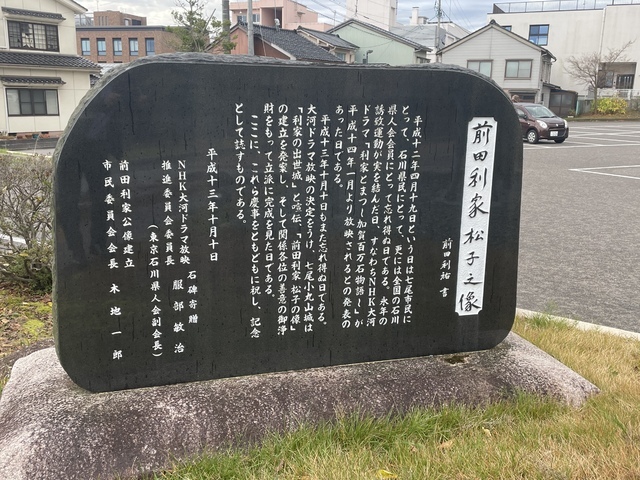 前田利家 松子之像
前田利祐 書
平成十二年四月十九日という日は七尾市民に
とって、石川県民にとって、更には全国の石川
県人会会員にとって忘れ得ぬ日である。永年の
誘致運動が実を結んだ日、すなわちNHK大河
ドラマ「利家とまつ〜加賀百万石物語〜」が
平成十四年一月より放映されるとの発表の
あった日である。
平成十三年十月十日もまた忘れ得ぬ日である。
大河ドラマ放映の決定をうけ、七尾小丸山城は
「利家の出世城」と喧伝、「前田利家 松子の像」
の建立を発案し、そして関係各位の善意の御浄
財をもって立派に完成を見た日である。
ここに、これら慶事をともどもに祝し、記念
として誌すものである。
平成十三年十月十日
NHK大河ドラマ放映 石碑寄贈
推進委員会委員長 服部敏治
(東京石川県人会副会長)
前田利家公像建立
市民委員会会長 木地一郎